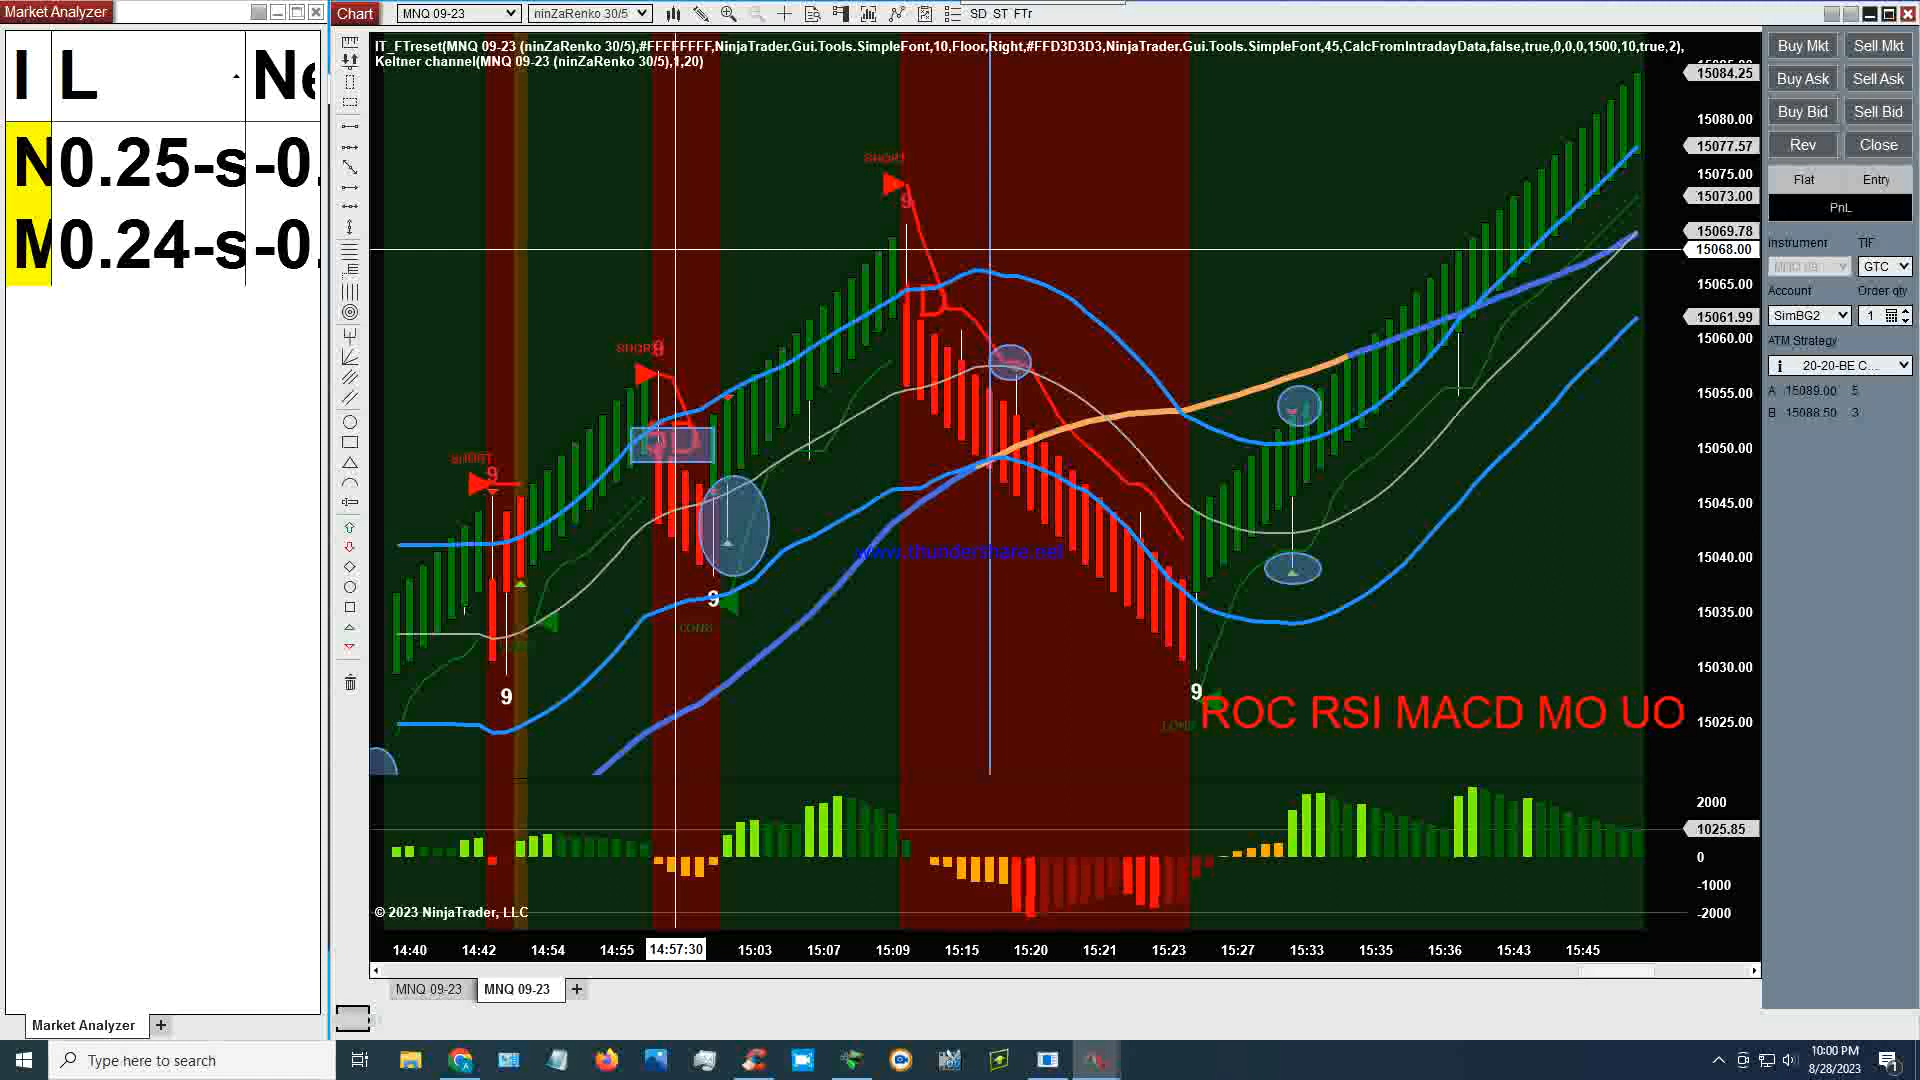 Market Analyzer
I L Ne
N 0.25-s -0.
M 0.24-s -0.
Market Analyzer
Chart MNQ 09-23 ninZaRenko 30/5 SD ST FTr
IT_FTreset(MNQ 09-23 (ninZaRenko 30/5),#FFFFFFFF,NinjaTrader.Gui.Tools.SimpleFont,10,Floor,Right,#FFD3D3D3,NinjaTrader.Gui.Tools.SimpleFont,45,CalcFromIntradayData,false,true,0,0,0,1500,10,true,2),
Keltner channel(MNQ 09-23 (ninZaRenko 30/5),1,20)
15084.25
15080.00
15077.57
15075.00
15073.00
15069.78
15068.00
15065.00
15061.99
15060.00
15055.00
15050.00
15045.00
15040.00
15035.00
15030.00
15025.00
SHORT
9
D
SHORT
9
D
SHORT
9
9
9
LONG
9
LONG
www.thundershare.net
ROC RSI MACD MO UO
2000
1025.85
0
-1000
-2000
© 2023 NinjaTrader, LLC
14:40 14:42 14:54 14:55 14:57:30 15:03 15:07 15:09 15:15 15:20 15:21 15:23 15:27 15:33 15:35 15:36 15:43 15:45
MNQ 09-23 MNQ 09-23 +
Buy Mkt Sell Mkt
Buy Ask Sell Ask
Buy Bid Sell Bid
Rev Close
Flat Entry
PnL
Instrument TIF
GTC
Account Order qty
SimBG2 1
ATM Strategy
20-20-BE C...
A 15089.00 5
B 15088.50 3
Type here to search
10:00 PM
8/28/2023
1